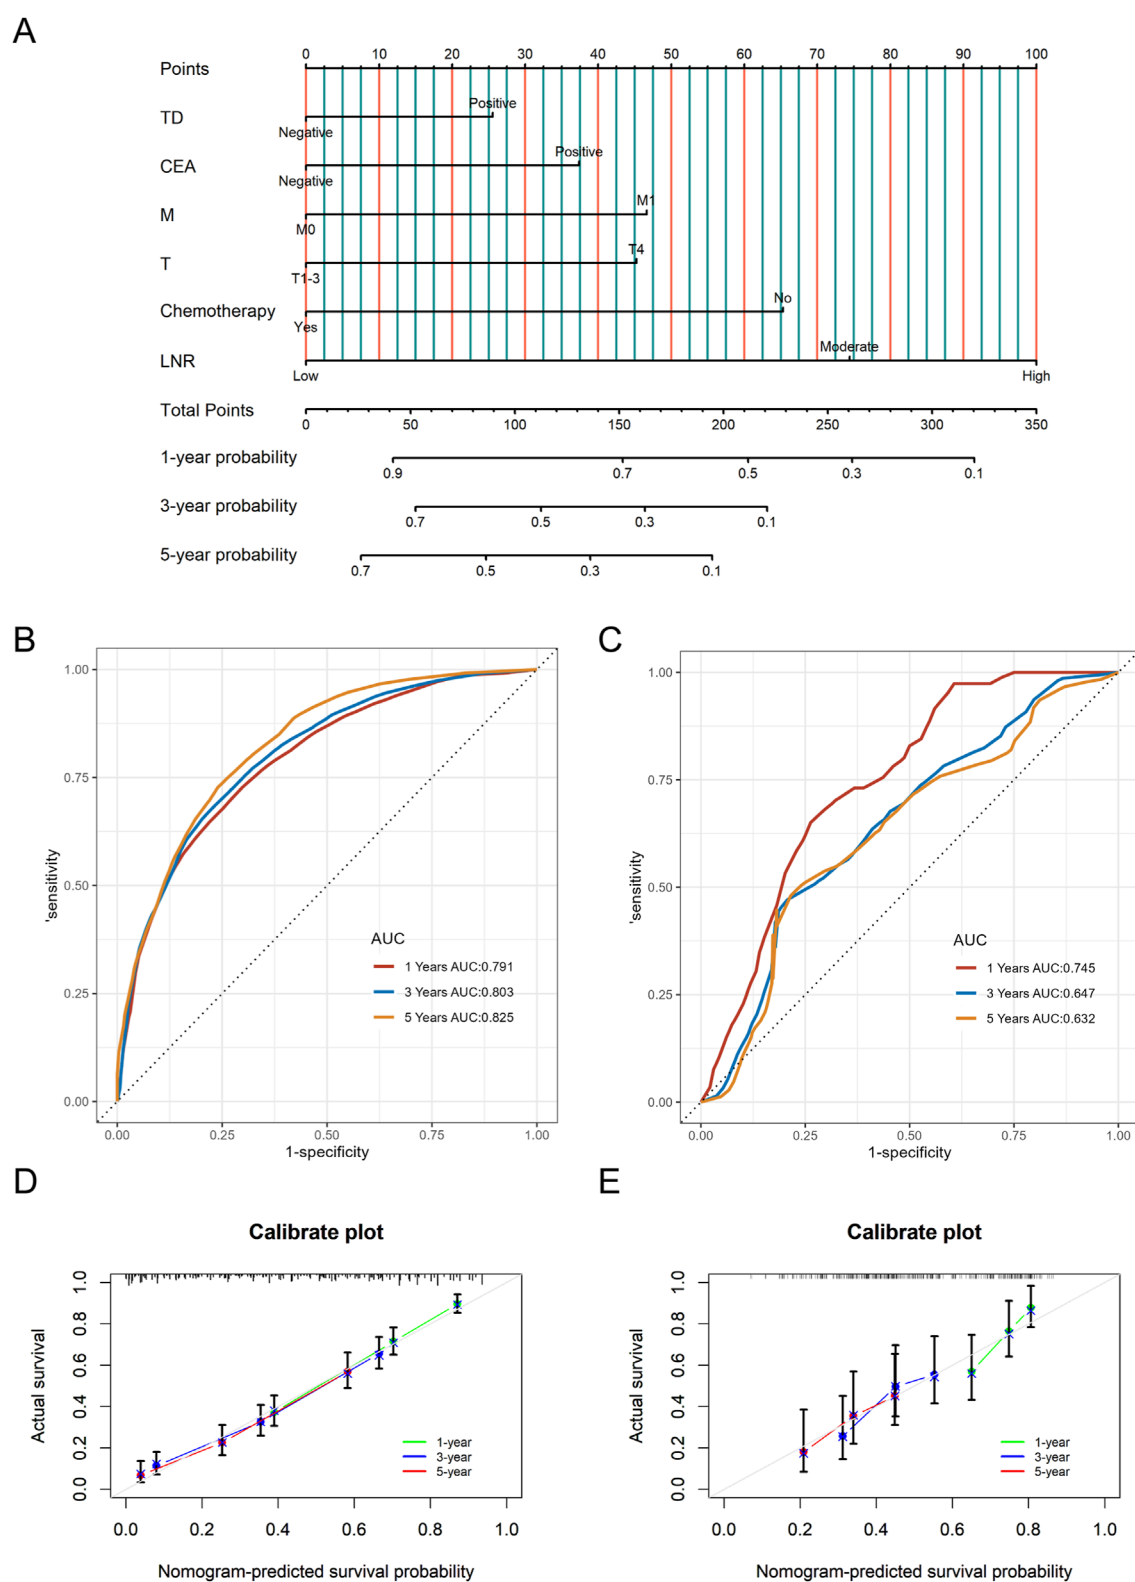 A
Points
0 10 20 30 40 50 60 70 80 90 100
TD
Positive
Negative
CEA
Positive
Negative
M
M1
M0
T
T4
T1-3
Chemotherapy
No
Yes
LNR
Moderate
Low
High
Total Points
0 50 100 150 200 250 300 350
1-year probability
0.9 0.7 0.5 0.3 0.1
3-year probability
0.7 0.5 0.3 0.1
5-year probability
0.7 0.5 0.3 0.1
B
1.00
0.75
0.50
0.25
0.00
'sensitivity
AUC
1 Years AUC:0.791
3 Years AUC:0.803
5 Years AUC:0.825
0.00 0.25 0.50 0.75 1.00
1-specificity
C
1.00
0.75
0.50
0.25
0.00
'sensitivity
AUC
1 Years AUC:0.745
3 Years AUC:0.647
5 Years AUC:0.632
0.00 0.25 0.50 0.75 1.00
1-specificity
D
Calibrate plot
1.0
0.8
0.6
0.4
0.2
0.0
Actual survival
1-year
3-year
5-year
0.0 0.2 0.4 0.6 0.8 1.0
Nomogram-predicted survival probability
E
Calibrate plot
1.0
0.8
0.6
0.4
0.2
0.0
Actual survival
1-year
3-year
5-year
0.0 0.2 0.4 0.6 0.8 1.0
Nomogram-predicted survival probability